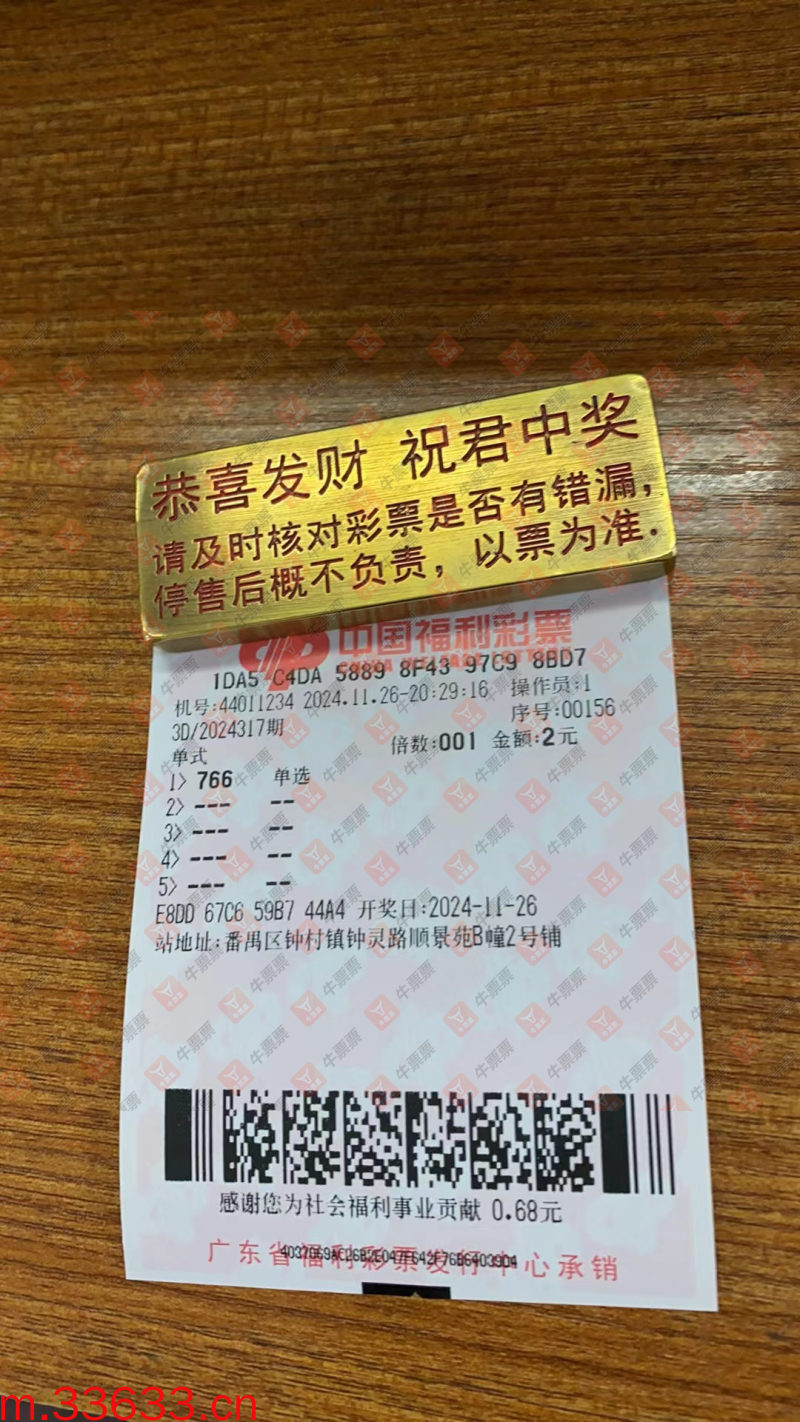 恭喜发财 祝君中奖
请及时核对彩票是否有错漏,
停售后概不负责，以票为准.
中国福利彩票
1DA5 C4DA 5889 8F43 97C9 8BD7
机号:44011234 2024.11.26-20:29:16 操作员:1
3D/2024317期 序号:00156
单式 倍数:001 金额:2元
1> 766 单选
2> --- --
3> --- --
4> --- --
5> --- --
E8DD 67C6 59B7 44A4 开奖日:2024-11-26
站地址:番禺区钟村镇钟灵路顺景苑B幢2号铺
感谢您为社会福利事业贡献 0.68元
广东省福利彩票发行中心承销
牛票票
m.33633.cn